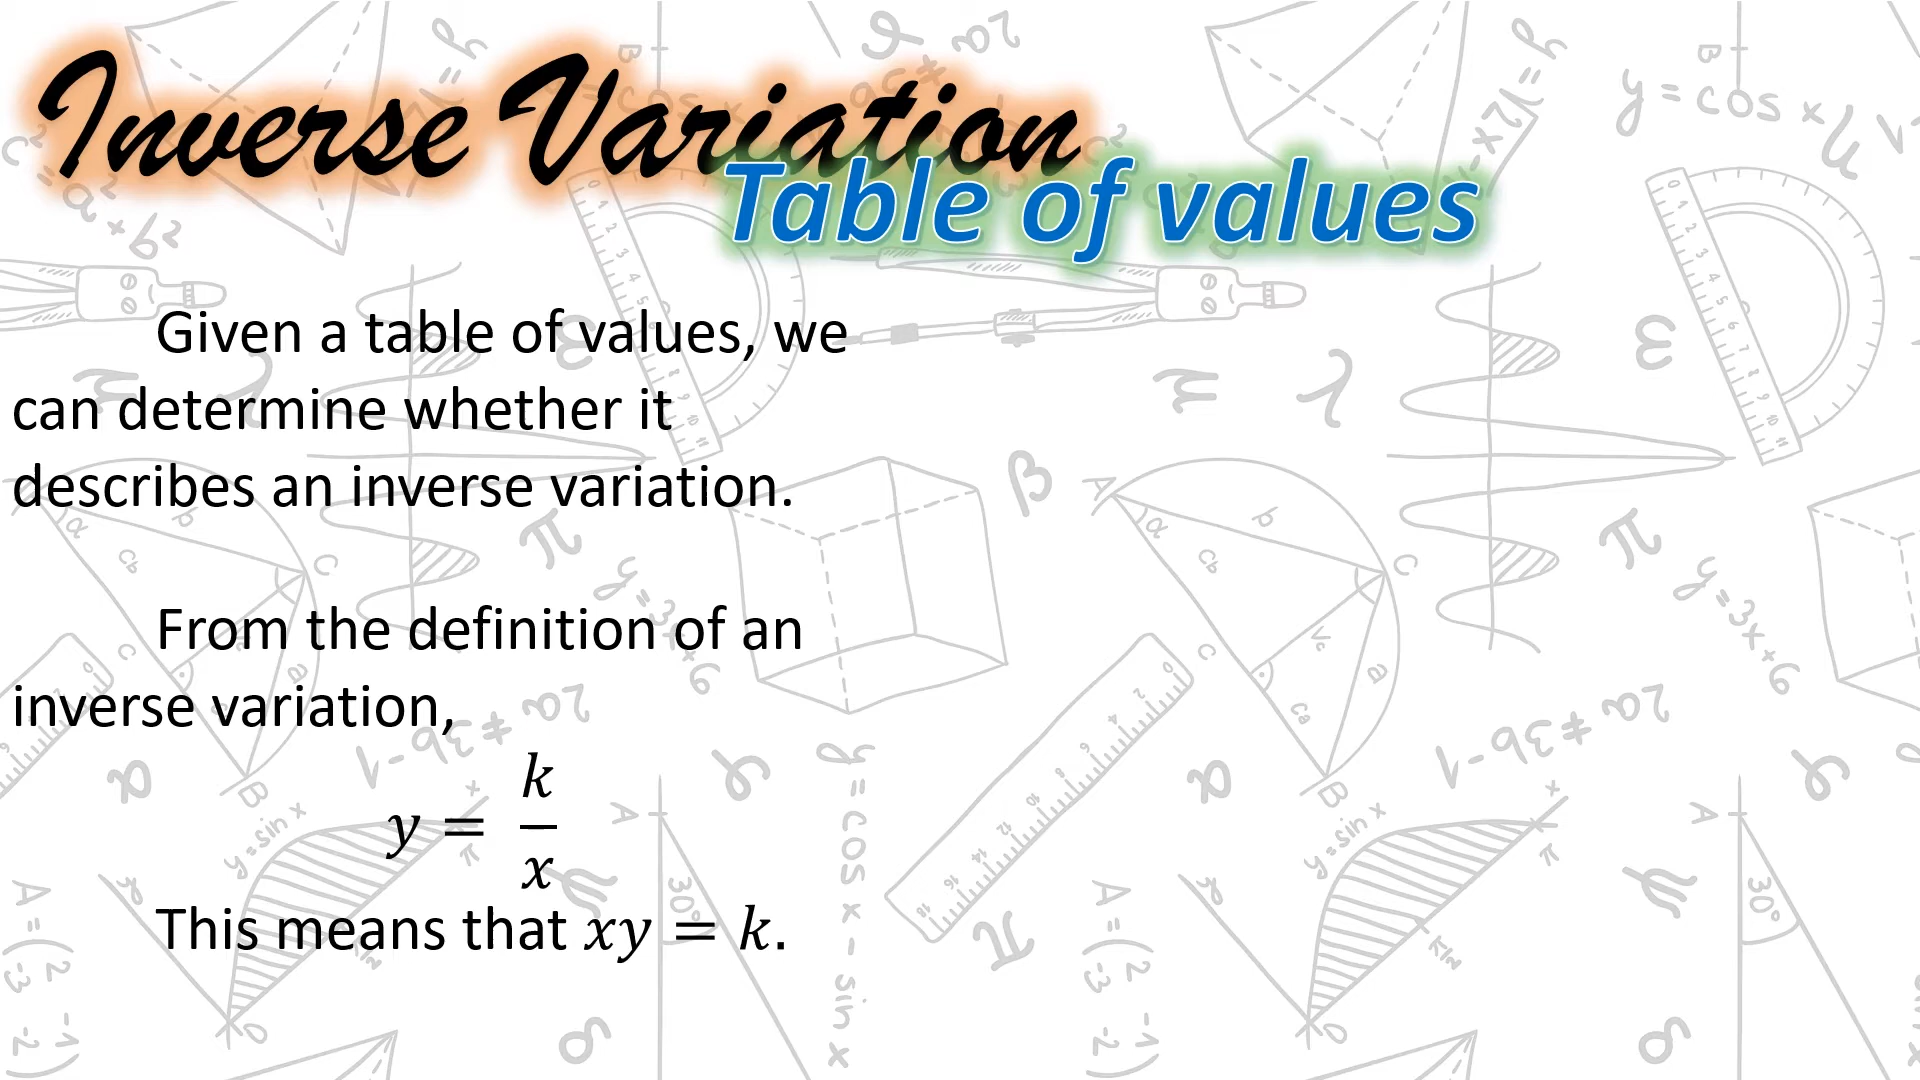 Inverse Variation
Table of values
Given a table of values, we
can determine whether it
describes an inverse variation.
From the definition of an
inverse variation,
y = k/x
This means that xy = k.